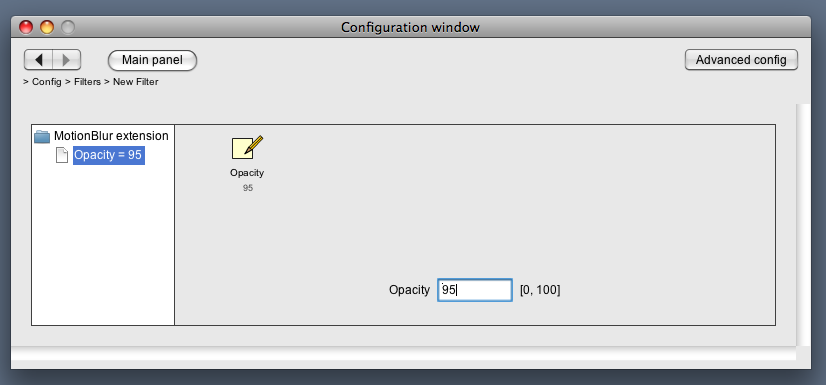 Configuration window
Main panel
Advanced config
> Config > Filters > New Filter
MotionBlur extension
Opacity = 95
Opacity
95
Opacity 95 [0, 100]